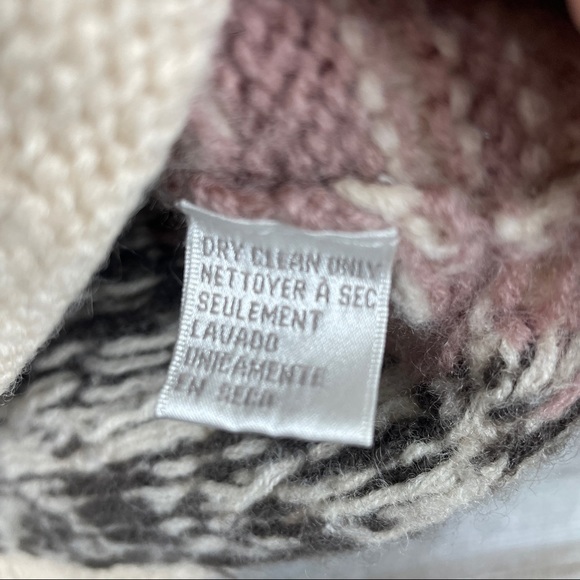 DRY CLEAN ONLY
NETTOYER À SEC
SEULEMENT
LAVADO
UNICAMENTE
EN SECO